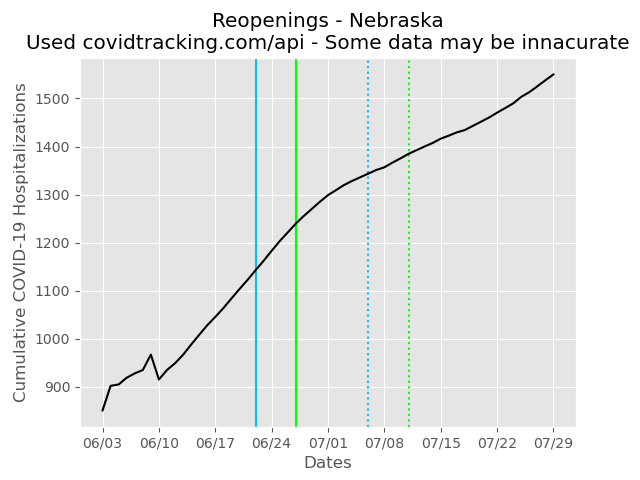 Reopenings - Nebraska
Used covidtracking.com/api - Some data may be innacurate
Cumulative COVID-19 Hospitalizations
1500
1400
1300
1200
1100
1000
900
06/03 06/10 06/17 06/24 07/01 07/08 07/15 07/22 07/29
Dates